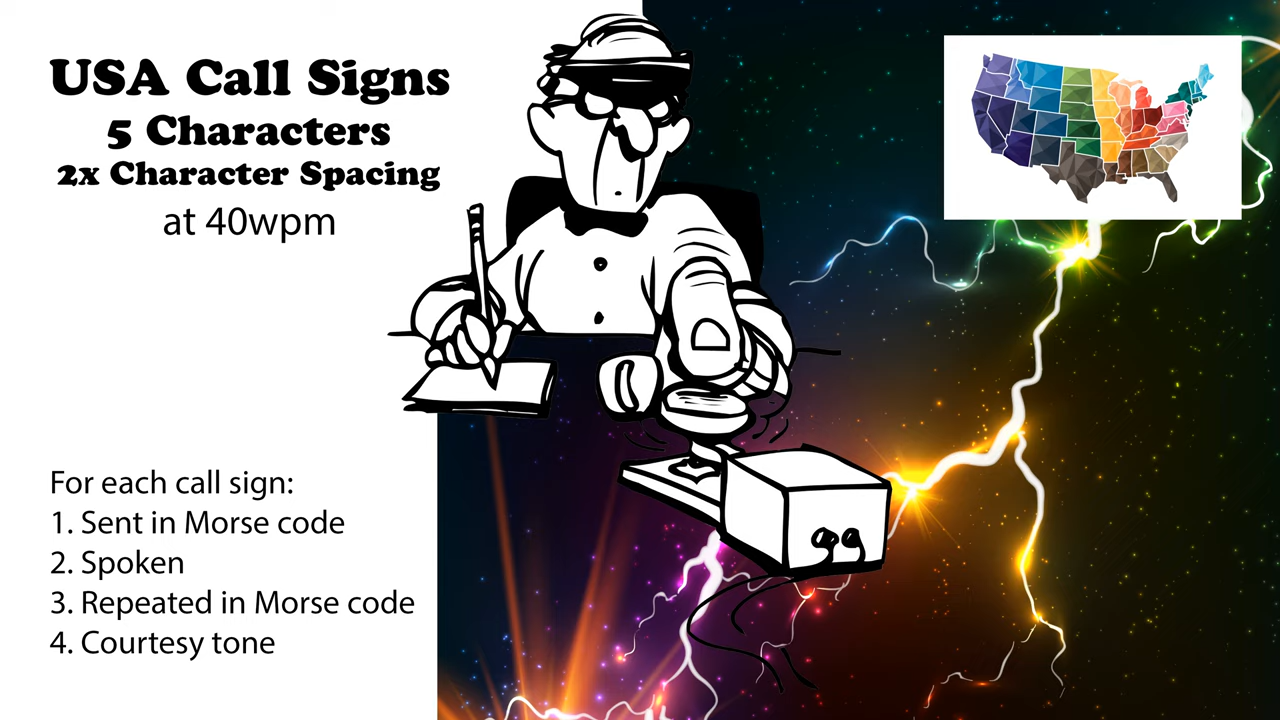 USA Call Signs
5 Characters
2x Character Spacing
at 40wpm
For each call sign:
1. Sent in Morse code
2. Spoken
3. Repeated in Morse code
4. Courtesy tone